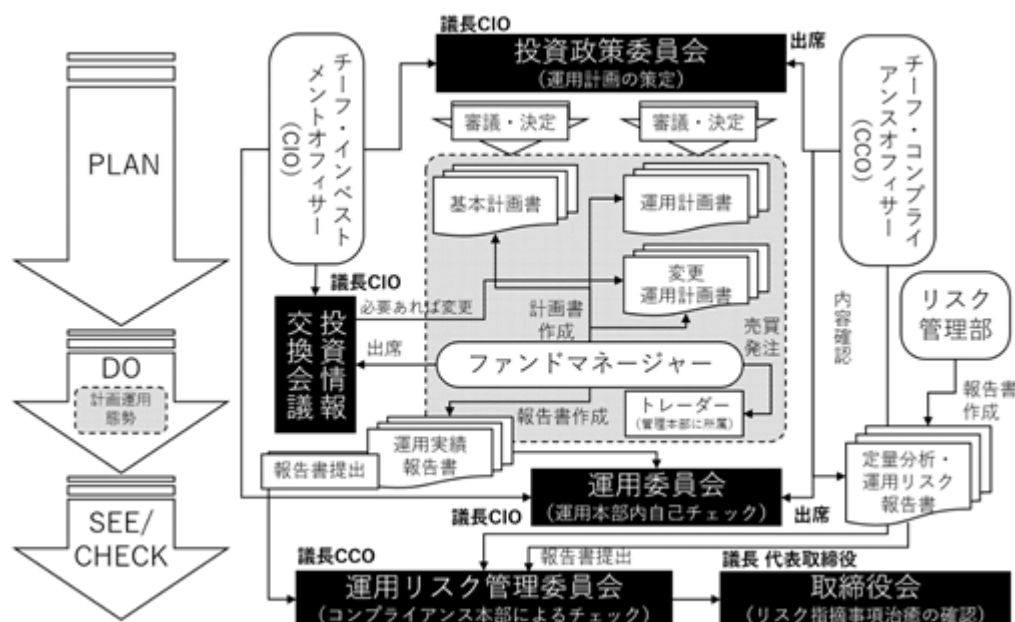 議長CIO
投資政策委員会
(運用計画の策定)
出席
チーフ・インベスト
メントオフィサー
(CIO)
チーフ・コンプライ
アンスオフィサー
(CCO)
PLAN
審議・決定
審議・決定
基本計画書
運用計画書
変更
運用計画書
議長CIO
必要あれば変更
計画書
作成
売買
発注
内容確認
リスク
管理部
投資情報
交換会議
出席
ファンドマネージャー
DO
計画運用
態勢
報告書作成
トレーダー
(管理本部に所属)
報告書
作成
運用実績
報告書
報告書提出
定量分析・
運用リスク
報告書
運用委員会
(運用本部内自己チェック)
議長CIO
出席
SEE/
CHECK
議長CCO
報告書提出
議長 代表取締役
運用リスク管理委員会
(コンプライアンス本部によるチェック)
取締役会
(リスク指摘事項治癒の確認)